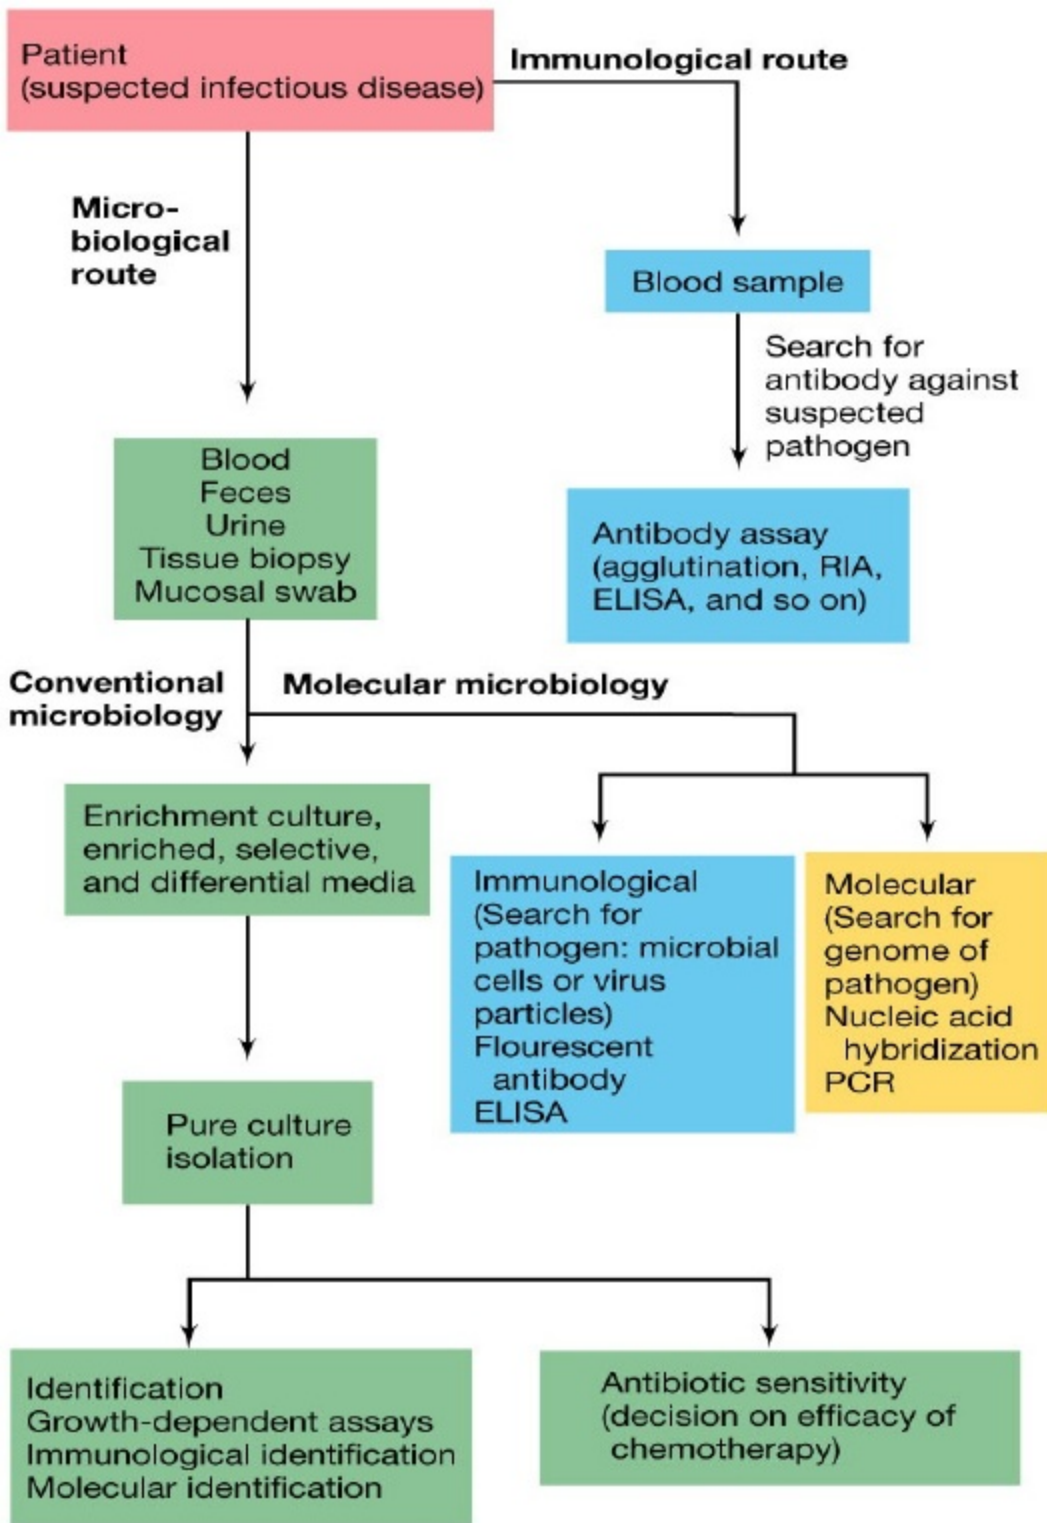 Patient
(suspected infectious disease)
Immunological route
Micro-
biological
route
Blood sample
Search for
antibody against
suspected
pathogen
Blood
Feces
Urine
Tissue biopsy
Mucosal swab
Antibody assay
(agglutination, RIA,
ELISA, and so on)
Conventional
microbiology
Molecular microbiology
Enrichment culture,
enriched, selective,
and differential media
Immunological
(Search for
pathogen: microbial
cells or virus
particles)
Flourescent
antibody
ELISA
Molecular
(Search for
genome of
pathogen)
Nucleic acid
hybridization
PCR
Pure culture
isolation
Identification
Growth-dependent assays
Immunological identification
Molecular identification
Antibiotic sensitivity
(decision on efficacy of
chemotherapy)